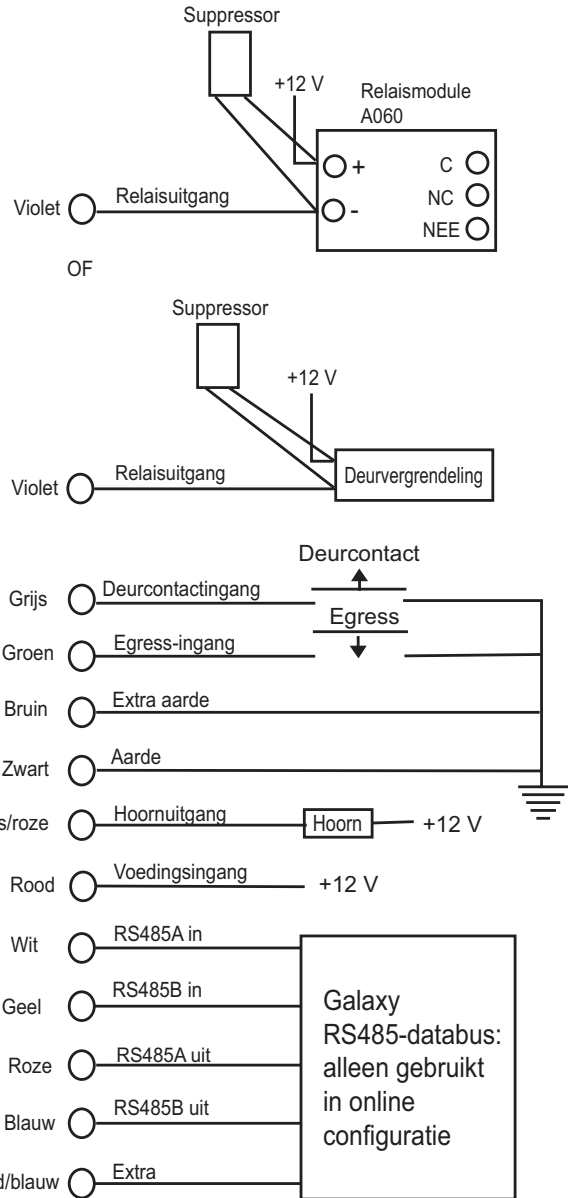 Suppressor
+12 V
Relaismodule
A060
+ C
NC
Violet Relaisuitgang - NEE
OF
Suppressor
+12 V
Violet Relaisuitgang Deurvergrendeling
Deurcontact
Grijs Deurcontactingang
Egress
Groen Egress-ingang
Bruin Extra aarde
Zwart Aarde
s/roze Hoornuitgang Hoorn +12 V
Rood Voedingsingang +12 V
Wit RS485A in
Geel RS485B in
Galaxy
RS485-databus:
alleen gebruikt
in online
configuratie
Roze RS485A uit
Blauw RS485B uit
d/blauw Extra